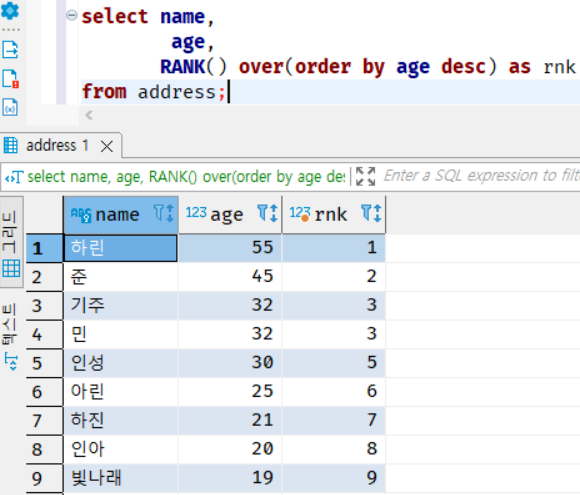 select name,
age,
RANK() over(order by age desc) as rnk
from address;
address 1
select name, age, RANK() over(order by age des
Enter a SQL expression to filt
그리드
텍스트
name age rnk
1 하린 55 1
2 준 45 2
3 기주 32 3
4 민 32 3
5 인성 30 5
6 아린 25 6
7 하진 21 7
8 인아 20 8
9 빛나래 19 9